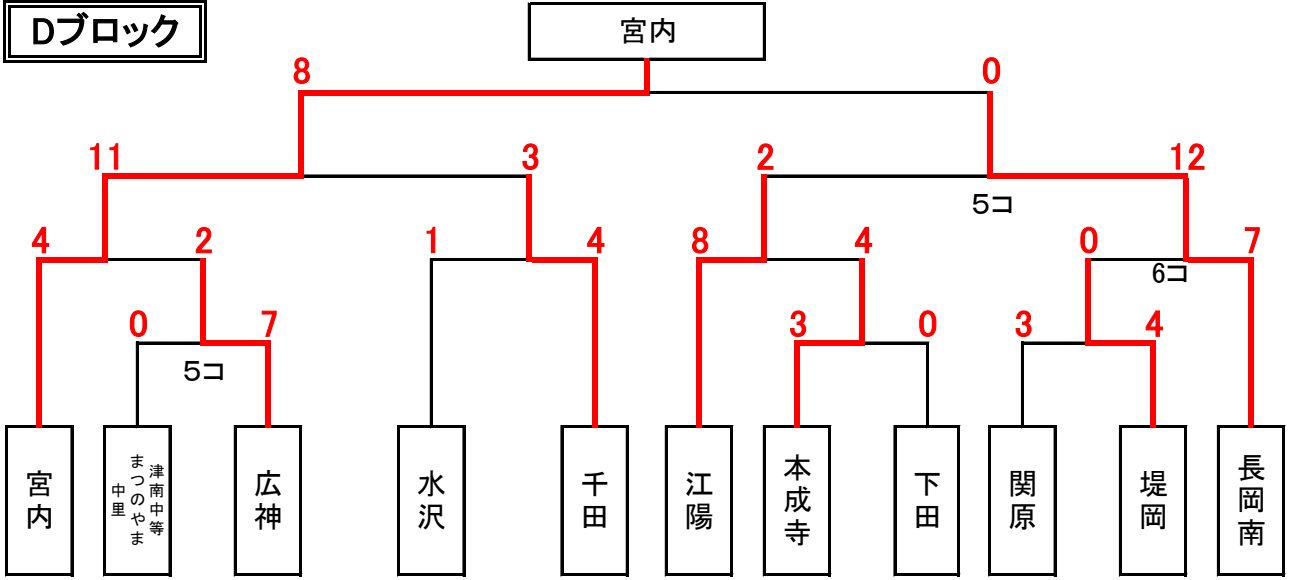 Dブロック
宮内
8
0
11
3
2
12
5コ
4
2
1
4
8
4
0
7
6コ
0
7
3
0
3
4
5コ
宮内
津南中等
まつのやま
中里
広神
水沢
千田
江陽
本成寺
下田
関原
堤岡
長岡南